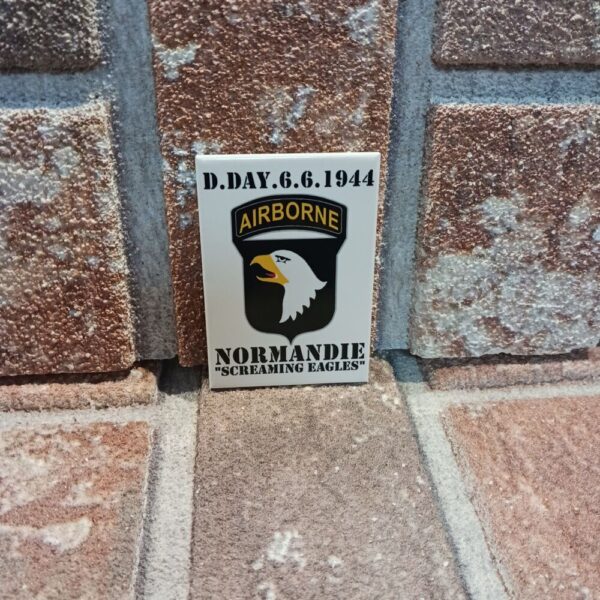 D.DAY.6.6.1944
AIRBORNE
NORMANDIE
"SCREAMING EAGLES"